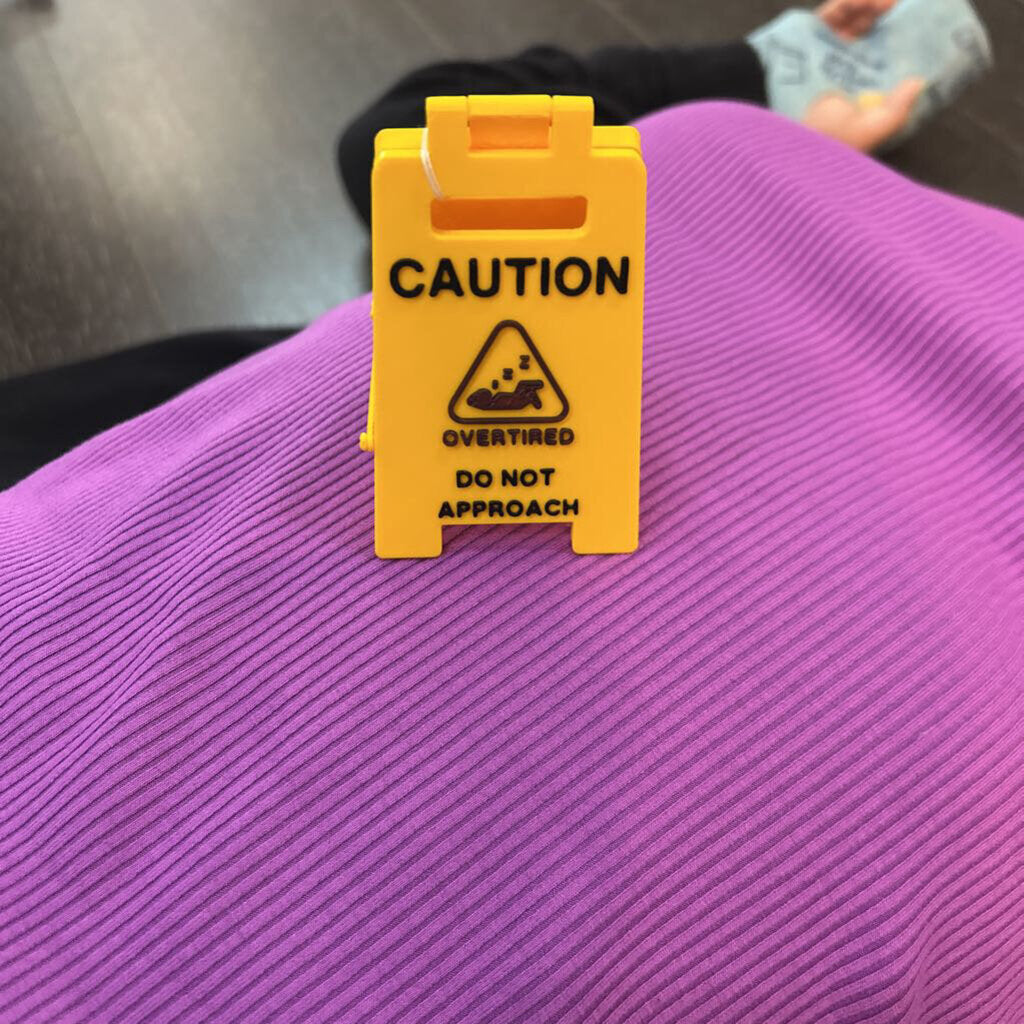 CAUTION
z z z
OVERTIRED
DO NOT
APPROACH